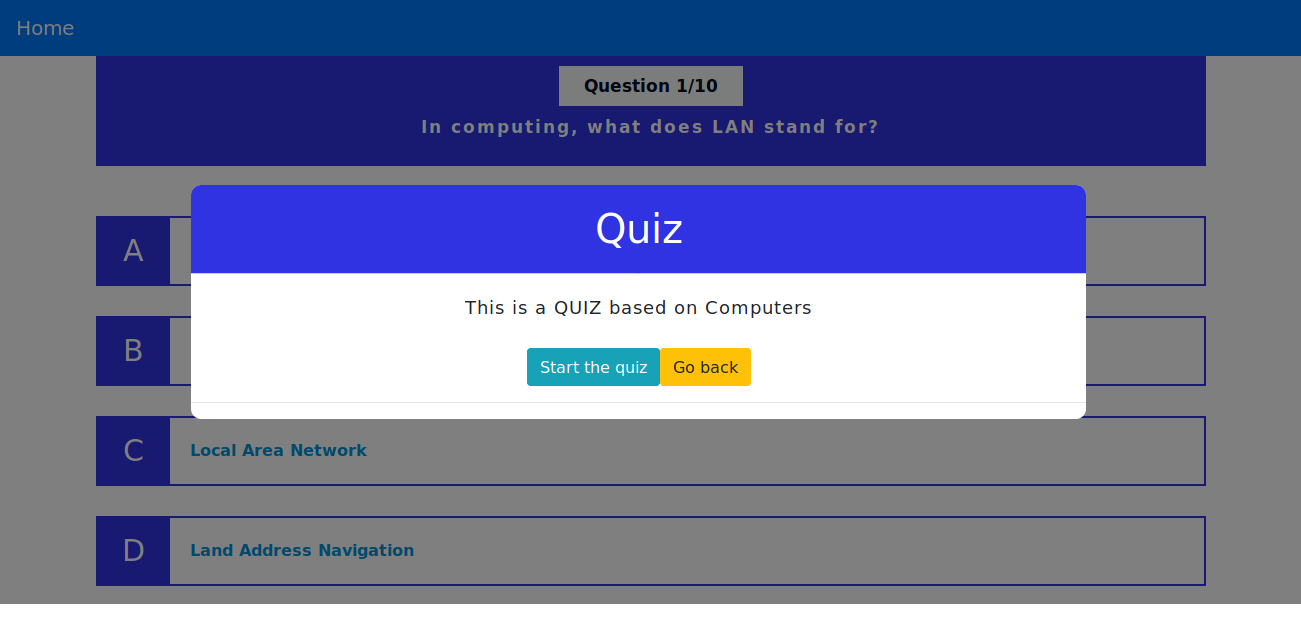 Home
Question 1/10
In computing, what does LAN stand for?
Quiz
This is a QUIZ based on Computers
Start the quiz Go back
A
B
C Local Area Network
D Land Address Navigation